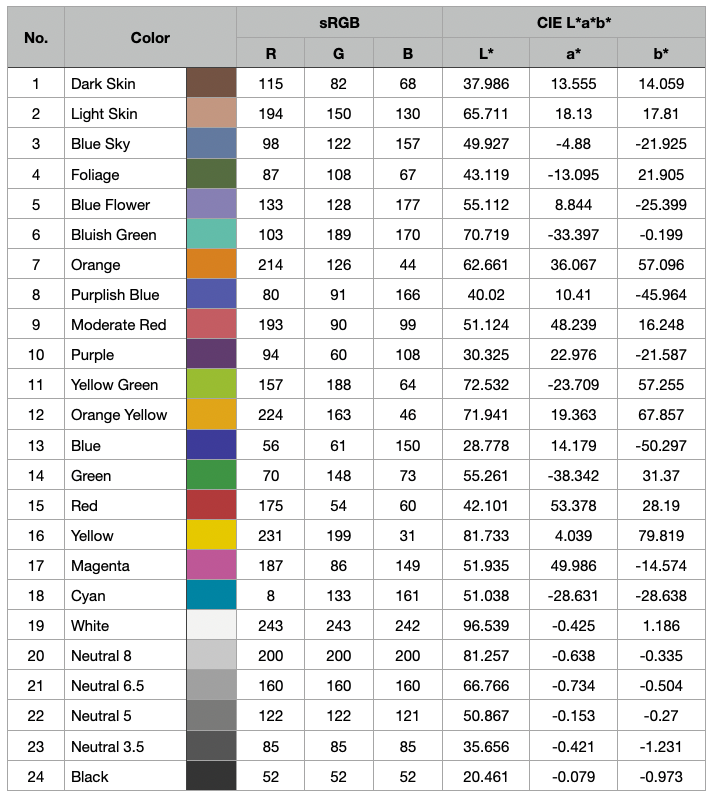 No. Color sRGB CIE L*a*b*
R G B L* a* b*
1 Dark Skin 115 82 68 37.986 13.555 14.059
2 Light Skin 194 150 130 65.711 18.13 17.81
3 Blue Sky 98 122 157 49.927 -4.88 -21.925
4 Foliage 87 108 67 43.119 -13.095 21.905
5 Blue Flower 133 128 177 55.112 8.844 -25.399
6 Bluish Green 103 189 170 70.719 -33.397 -0.199
7 Orange 214 126 44 62.661 36.067 57.096
8 Purplish Blue 80 91 166 40.02 10.41 -45.964
9 Moderate Red 193 90 99 51.124 48.239 16.248
10 Purple 94 60 108 30.325 22.976 -21.587
11 Yellow Green 157 188 64 72.532 -23.709 57.255
12 Orange Yellow 224 163 46 71.941 19.363 67.857
13 Blue 56 61 150 28.778 14.179 -50.297
14 Green 70 148 73 55.261 -38.342 31.37
15 Red 175 54 60 42.101 53.378 28.19
16 Yellow 231 199 31 81.733 4.039 79.819
17 Magenta 187 86 149 51.935 49.986 -14.574
18 Cyan 8 133 161 51.038 -28.631 -28.638
19 White 243 243 242 96.539 -0.425 1.186
20 Neutral 8 200 200 200 81.257 -0.638 -0.335
21 Neutral 6.5 160 160 160 66.766 -0.734 -0.504
22 Neutral 5 122 122 121 50.867 -0.153 -0.27
23 Neutral 3.5 85 85 85 35.656 -0.421 -1.231
24 Black 52 52 52 20.461 -0.079 -0.973